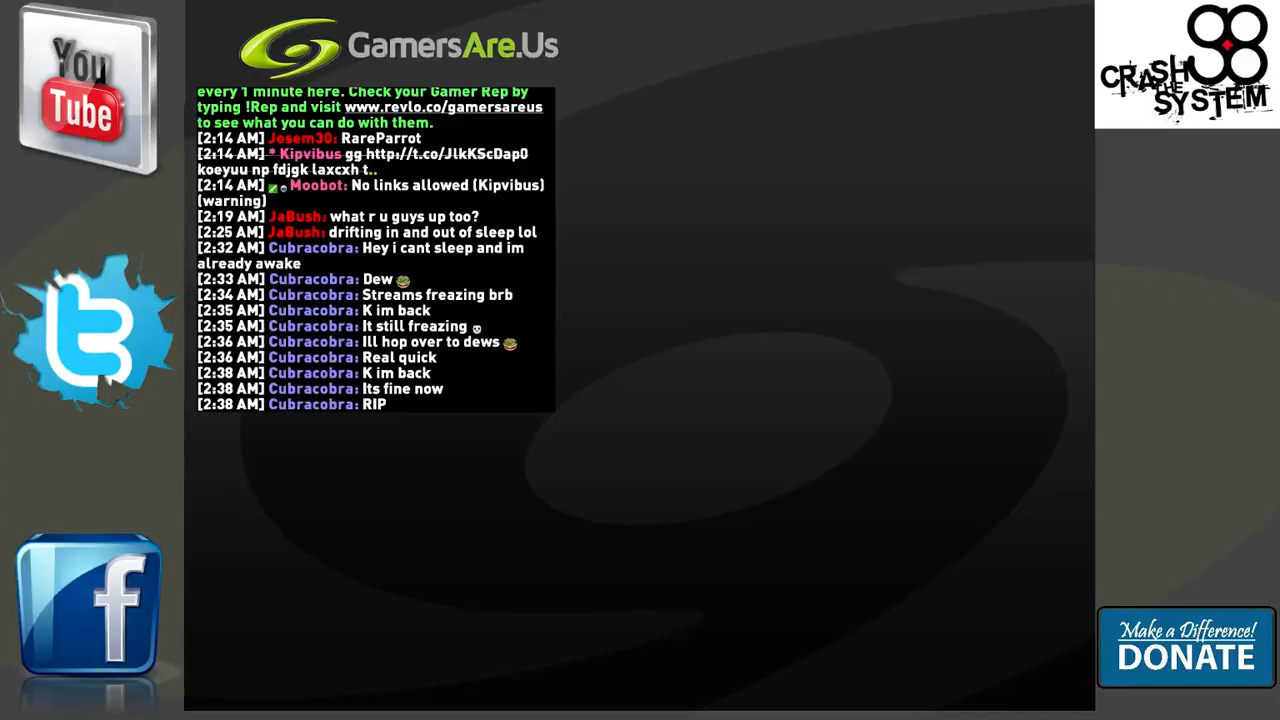 You
Tube
GamersAre.Us
CRASH
THE
SYSTEM
every 1 minute here. Check your Gamer Rep by
typing !Rep and visit www.revlo.co/gamersareus
to see what you can do with them.
[2:14 AM] Josem30: RareParrot
[2:14 AM] * Kipvibus gg http://t.co/JlkKScDap0
koeyuu np fdjgk laxcxh t..
[2:14 AM] Moobot: No links allowed (Kipvibus)
(warning)
[2:19 AM] JaBush: what r u guys up too?
[2:25 AM] JaBush: drifting in and out of sleep lol
[2:32 AM] Cubracobra: Hey i cant sleep and im
already awake
[2:33 AM] Cubracobra: Dew
[2:34 AM] Cubracobra: Streams freazing brb
[2:35 AM] Cubracobra: K im back
[2:35 AM] Cubracobra: It still freazing
[2:36 AM] Cubracobra: Ill hop over to dews
[2:36 AM] Cubracobra: Real quick
[2:38 AM] Cubracobra: K im back
[2:38 AM] Cubracobra: Its fine now
[2:38 AM] Cubracobra: RIP
Make a Difference!
DONATE